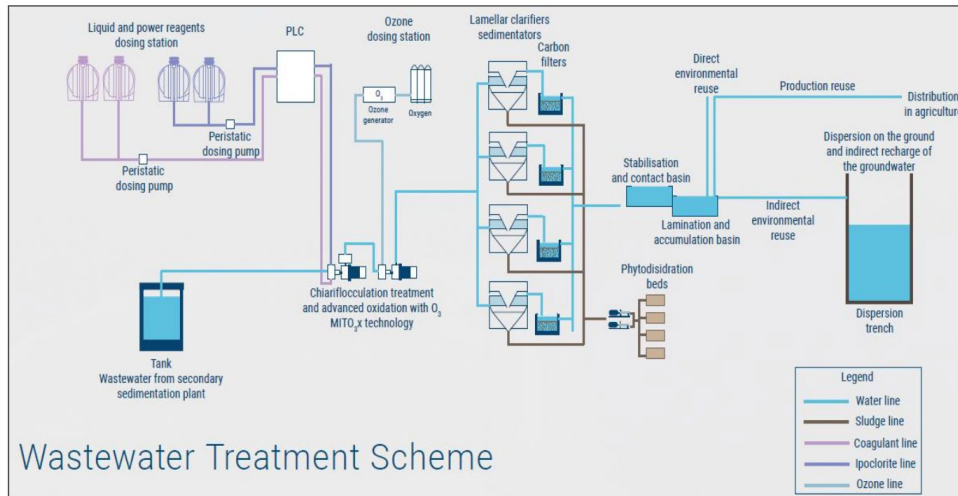 Liquid and power reagents
dosing station
PLC
Ozone
dosing station
Lamellar clarifiers
sedimentators
Carbon
filters
Direct
environmental
reuse
Production reuse
Distribution
in agriculture
O3
Ozone
generator
Oxygen
Peristatic
dosing pump
Peristatic
dosing pump
Dispersion on the ground
and indirect recharge of
the groundwater
Stabilisation
and contact basin
Lamination and
accumulation basin
Indirect
environmental
reuse
Phytodisidration
beds
Dispersion
trench
Chiariflocculation treatment
and advanced oxidation with O3
MITO3x technology
Tank
Wastewater from secondary
sedimentation plant
Legend
Water line
Sludge line
Coagulant line
Ipoclorite line
Ozone line
Wastewater Treatment Scheme